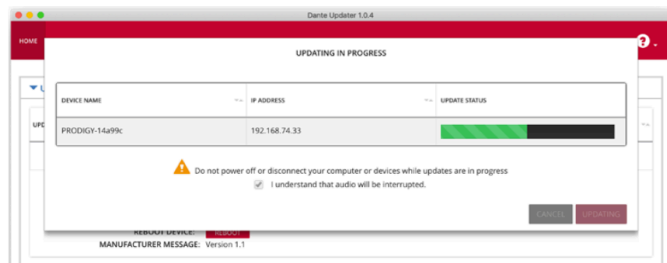 Dante Updater 1.0.4
HOME
?
UPDATING IN PROGRESS
DEVICE NAME IP ADDRESS UPDATE STATUS
PRODIGY-14a99c 192.168.74.33
UPD
Do not power off or disconnect your computer or devices while updates are in progress
I understand that audio will be interrupted.
CANCEL UPDATING
REBOOT DEVICE: REBOOT
MANUFACTURER MESSAGE: Version 1.1